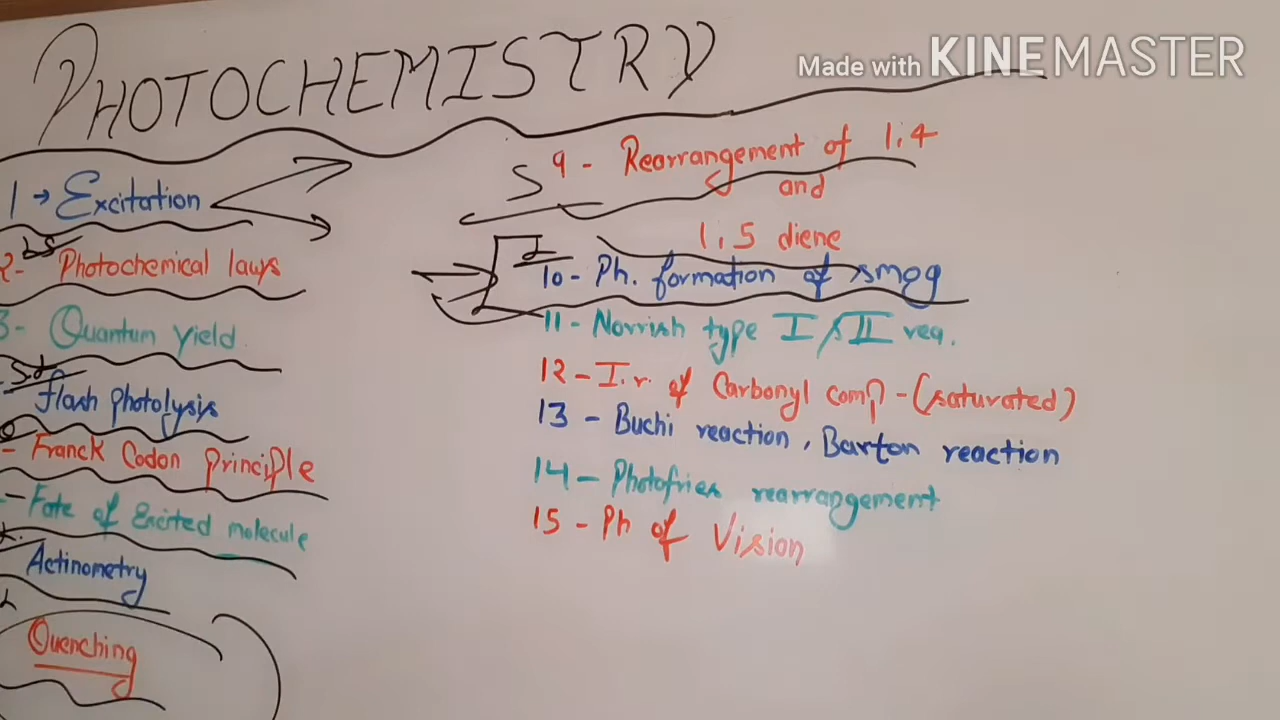 PHOTOCHEMISTRY
Made with KINEMASTER
1 → Excitation
2- Photochemical laws
3- Quantum Yield
flash photolysis
- Franck Codon principle
- Fate of Excited molecule
Actinometry
Quenching
9 - Rearrangement of 1,4
and
1,5 diene
10- Ph. formation of smog
11 - Norrish type I/II rea.
12 - I.r. of Carbonyl comp - (saturated)
13 - Buchi reaction, Barton reaction
14 - Photofries rearrangement
15 - Ph of Vision